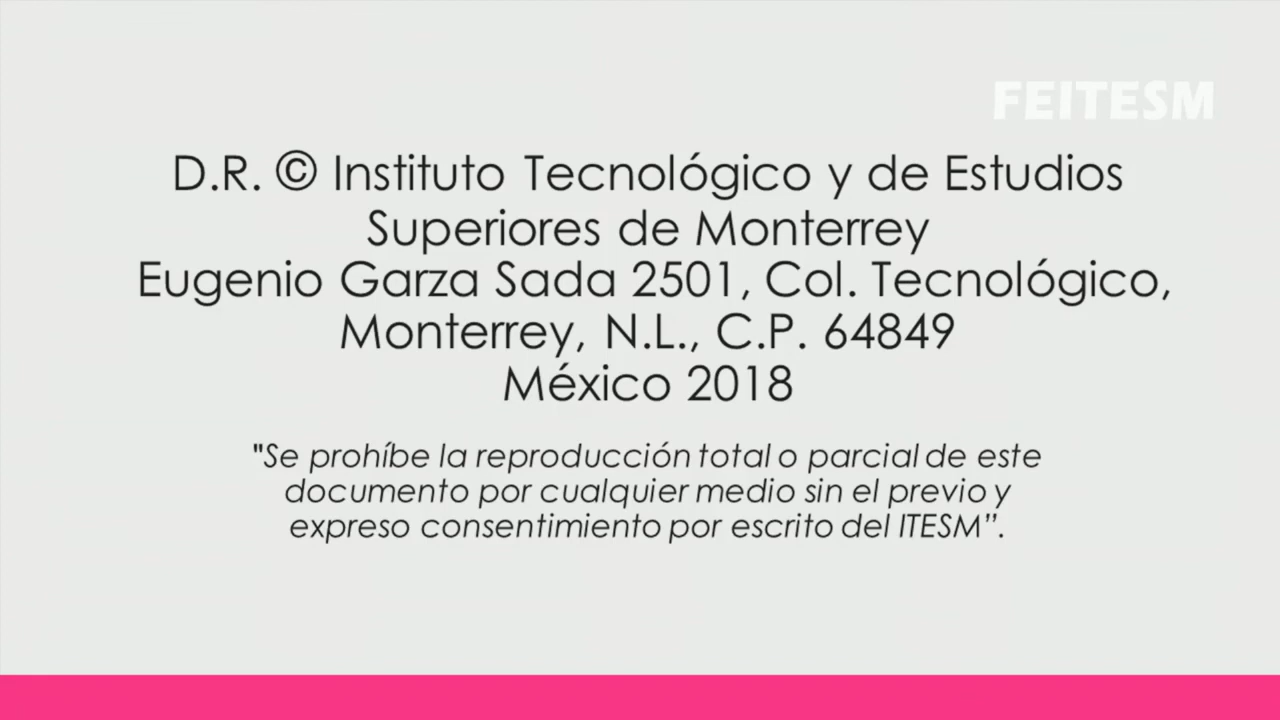 FEITESM
D.R. © Instituto Tecnológico y de Estudios
Superiores de Monterrey
Eugenio Garza Sada 2501, Col. Tecnológico,
Monterrey, N.L., C.P. 64849
México 2018
"Se prohíbe la reproducción total o parcial de este
documento por cualquier medio sin el previo y
expreso consentimiento por escrito del ITESM”.